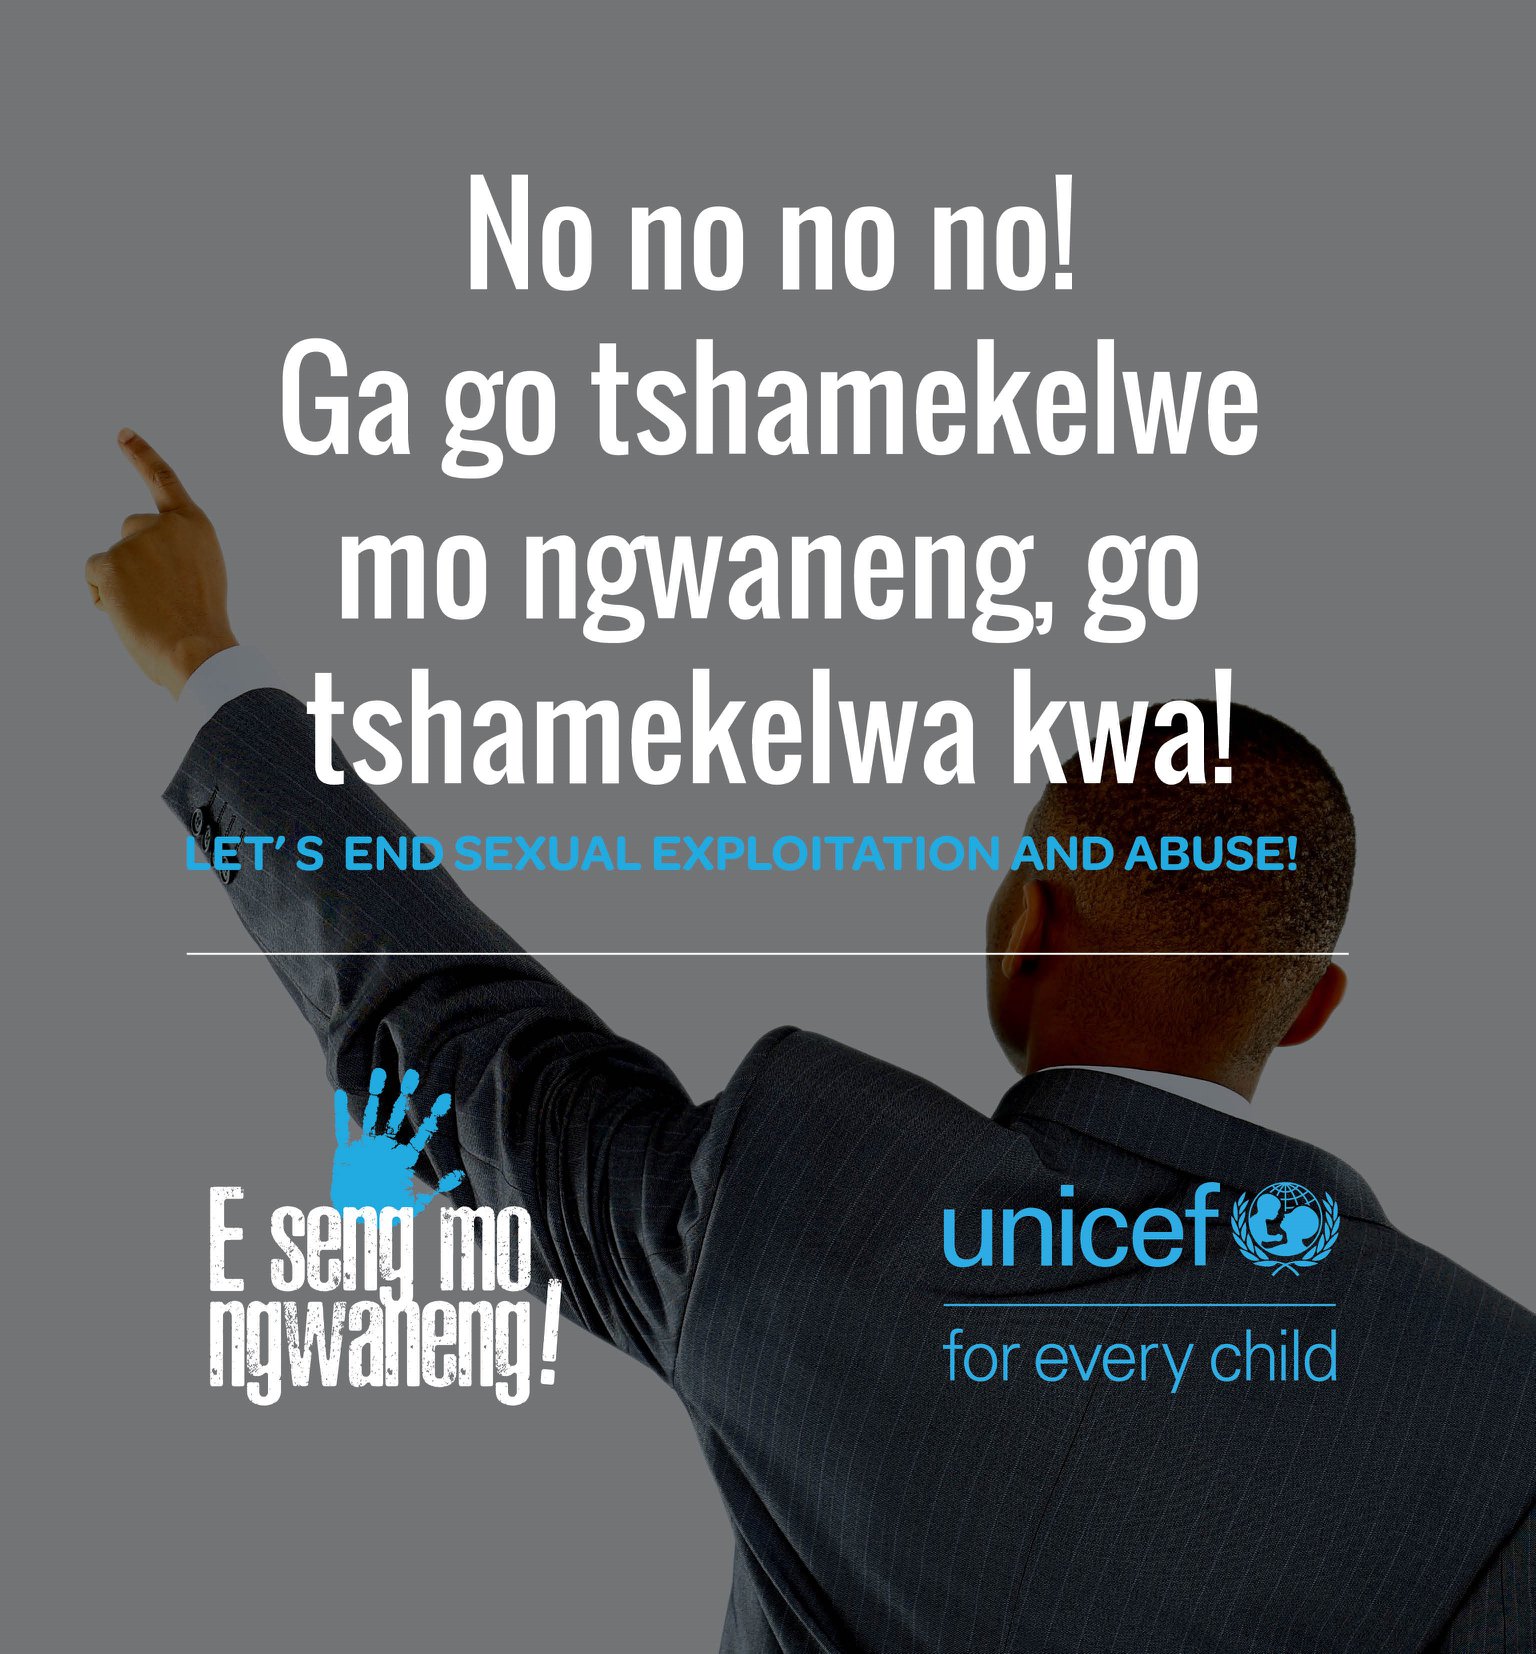 No no no no!
Ga go tshamekelwe
mo ngwaneng, go
tshamekelwa kwa!
LET' S END SEXUAL EXPLOITATION AND ABUSE!
E seng mo
ngwaneng!
unicef
for every child